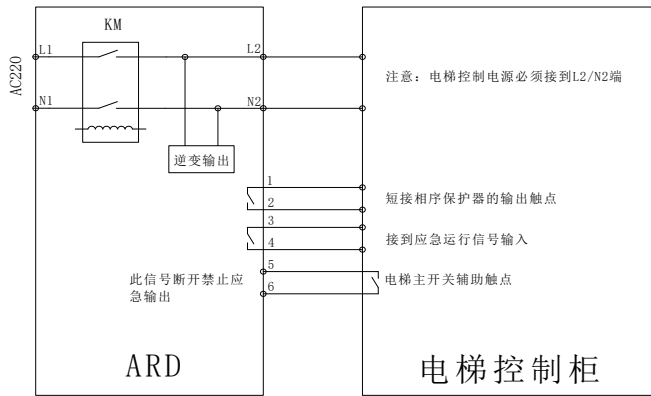 KM
AC220
L1
L2
N1
N2
注意：电梯控制电源必须接到L2/N2端
逆变输出
1
2
短接相序保护器的输出触点
3
4
接到应急运行信号输入
此信号断开禁止应
急输出
5
6
电梯主开关辅助触点
ARD
电梯控制柜